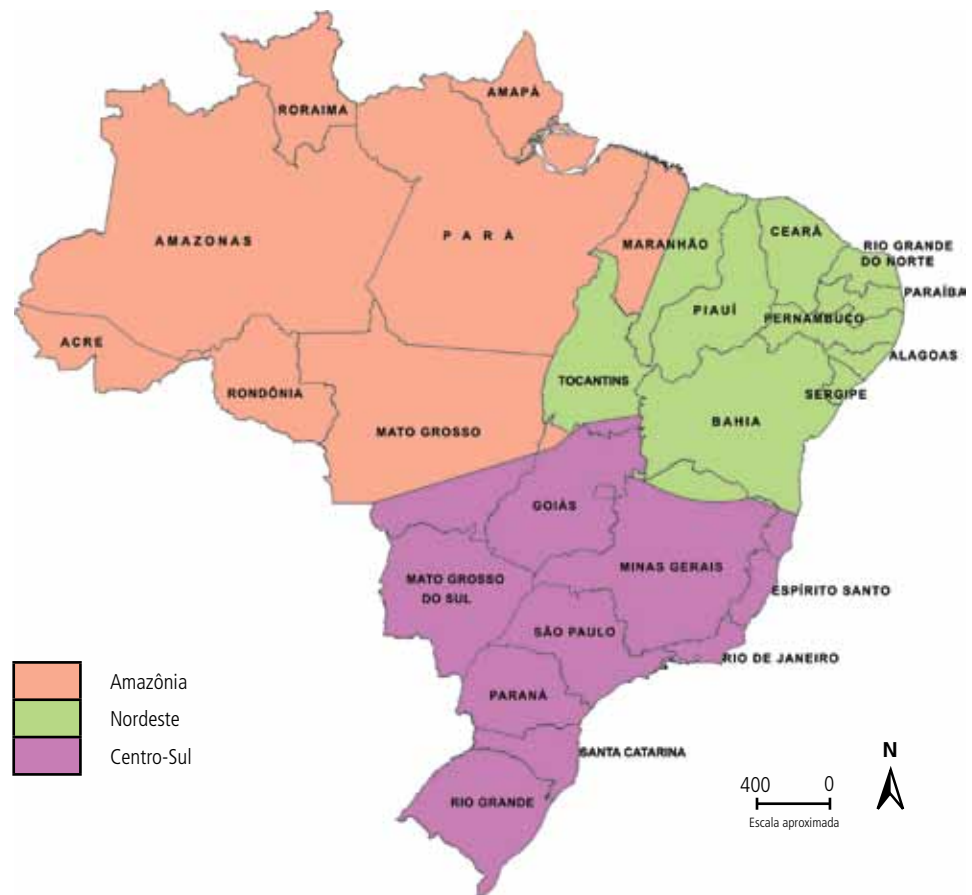 RORAIMA
AMAPÁ
AMAZONAS
PARÁ
MARANHÃO
CEARÁ
RIO GRANDE
DO NORTE
PARAÍBA
PIAUÍ
PERNAMBUCO
ACRE
ALAGOAS
RONDÔNIA
TOCANTINS
SERGIPE
MATO GROSSO
BAHIA
GOIÁS
MINAS GERAIS
MATO GROSSO
DO SUL
ESPÍRITO SANTO
SÃO PAULO
RIO DE JANEIRO
PARANÁ
SANTA CATARINA
RIO GRANDE
Amazônia
Nordeste
Centro-Sul
N
400 0
Escala aproximada